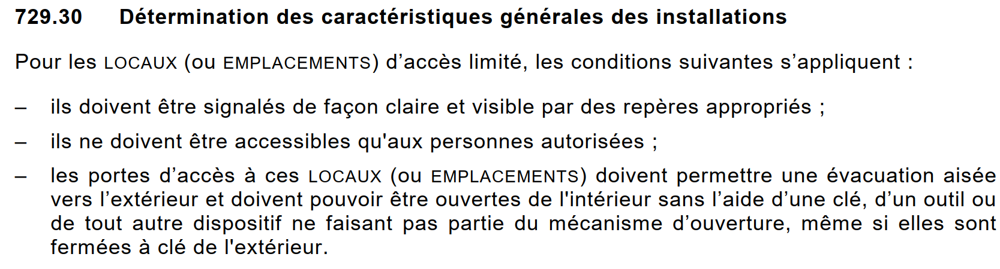 729.30 Détermination des caractéristiques générales des installations
Pour les LOCAUX (ou EMPLACEMENTS) d’accès limité, les conditions suivantes s’appliquent :
– ils doivent être signalés de façon claire et visible par des repères appropriés ;
– ils ne doivent être accessibles qu'aux personnes autorisées ;
– les portes d’accès à ces LOCAUX (ou EMPLACEMENTS) doivent permettre une évacuation aisée
vers l’extérieur et doivent pouvoir être ouvertes de l'intérieur sans l’aide d’une clé, d’un outil ou
de tout autre dispositif ne faisant pas partie du mécanisme d’ouverture, même si elles sont
fermées à clé de l'extérieur.